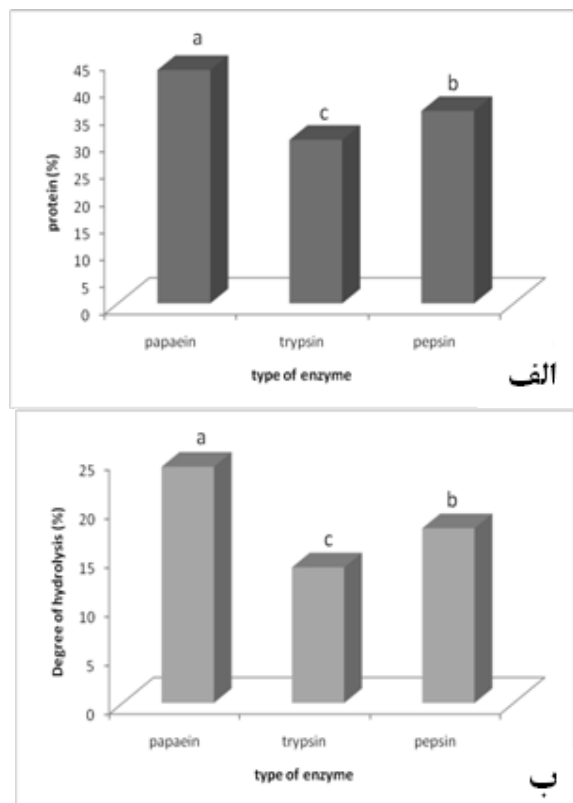 a
b
c
45
40
35
30
25
20
15
10
5
0
protein (%)
papaein trypsin pepsin
type of enzyme
الف
a
b
c
25
20
15
10
5
0
Degree of hydrolysis (%)
papaein trypsin pepsin
type of enzyme
ب